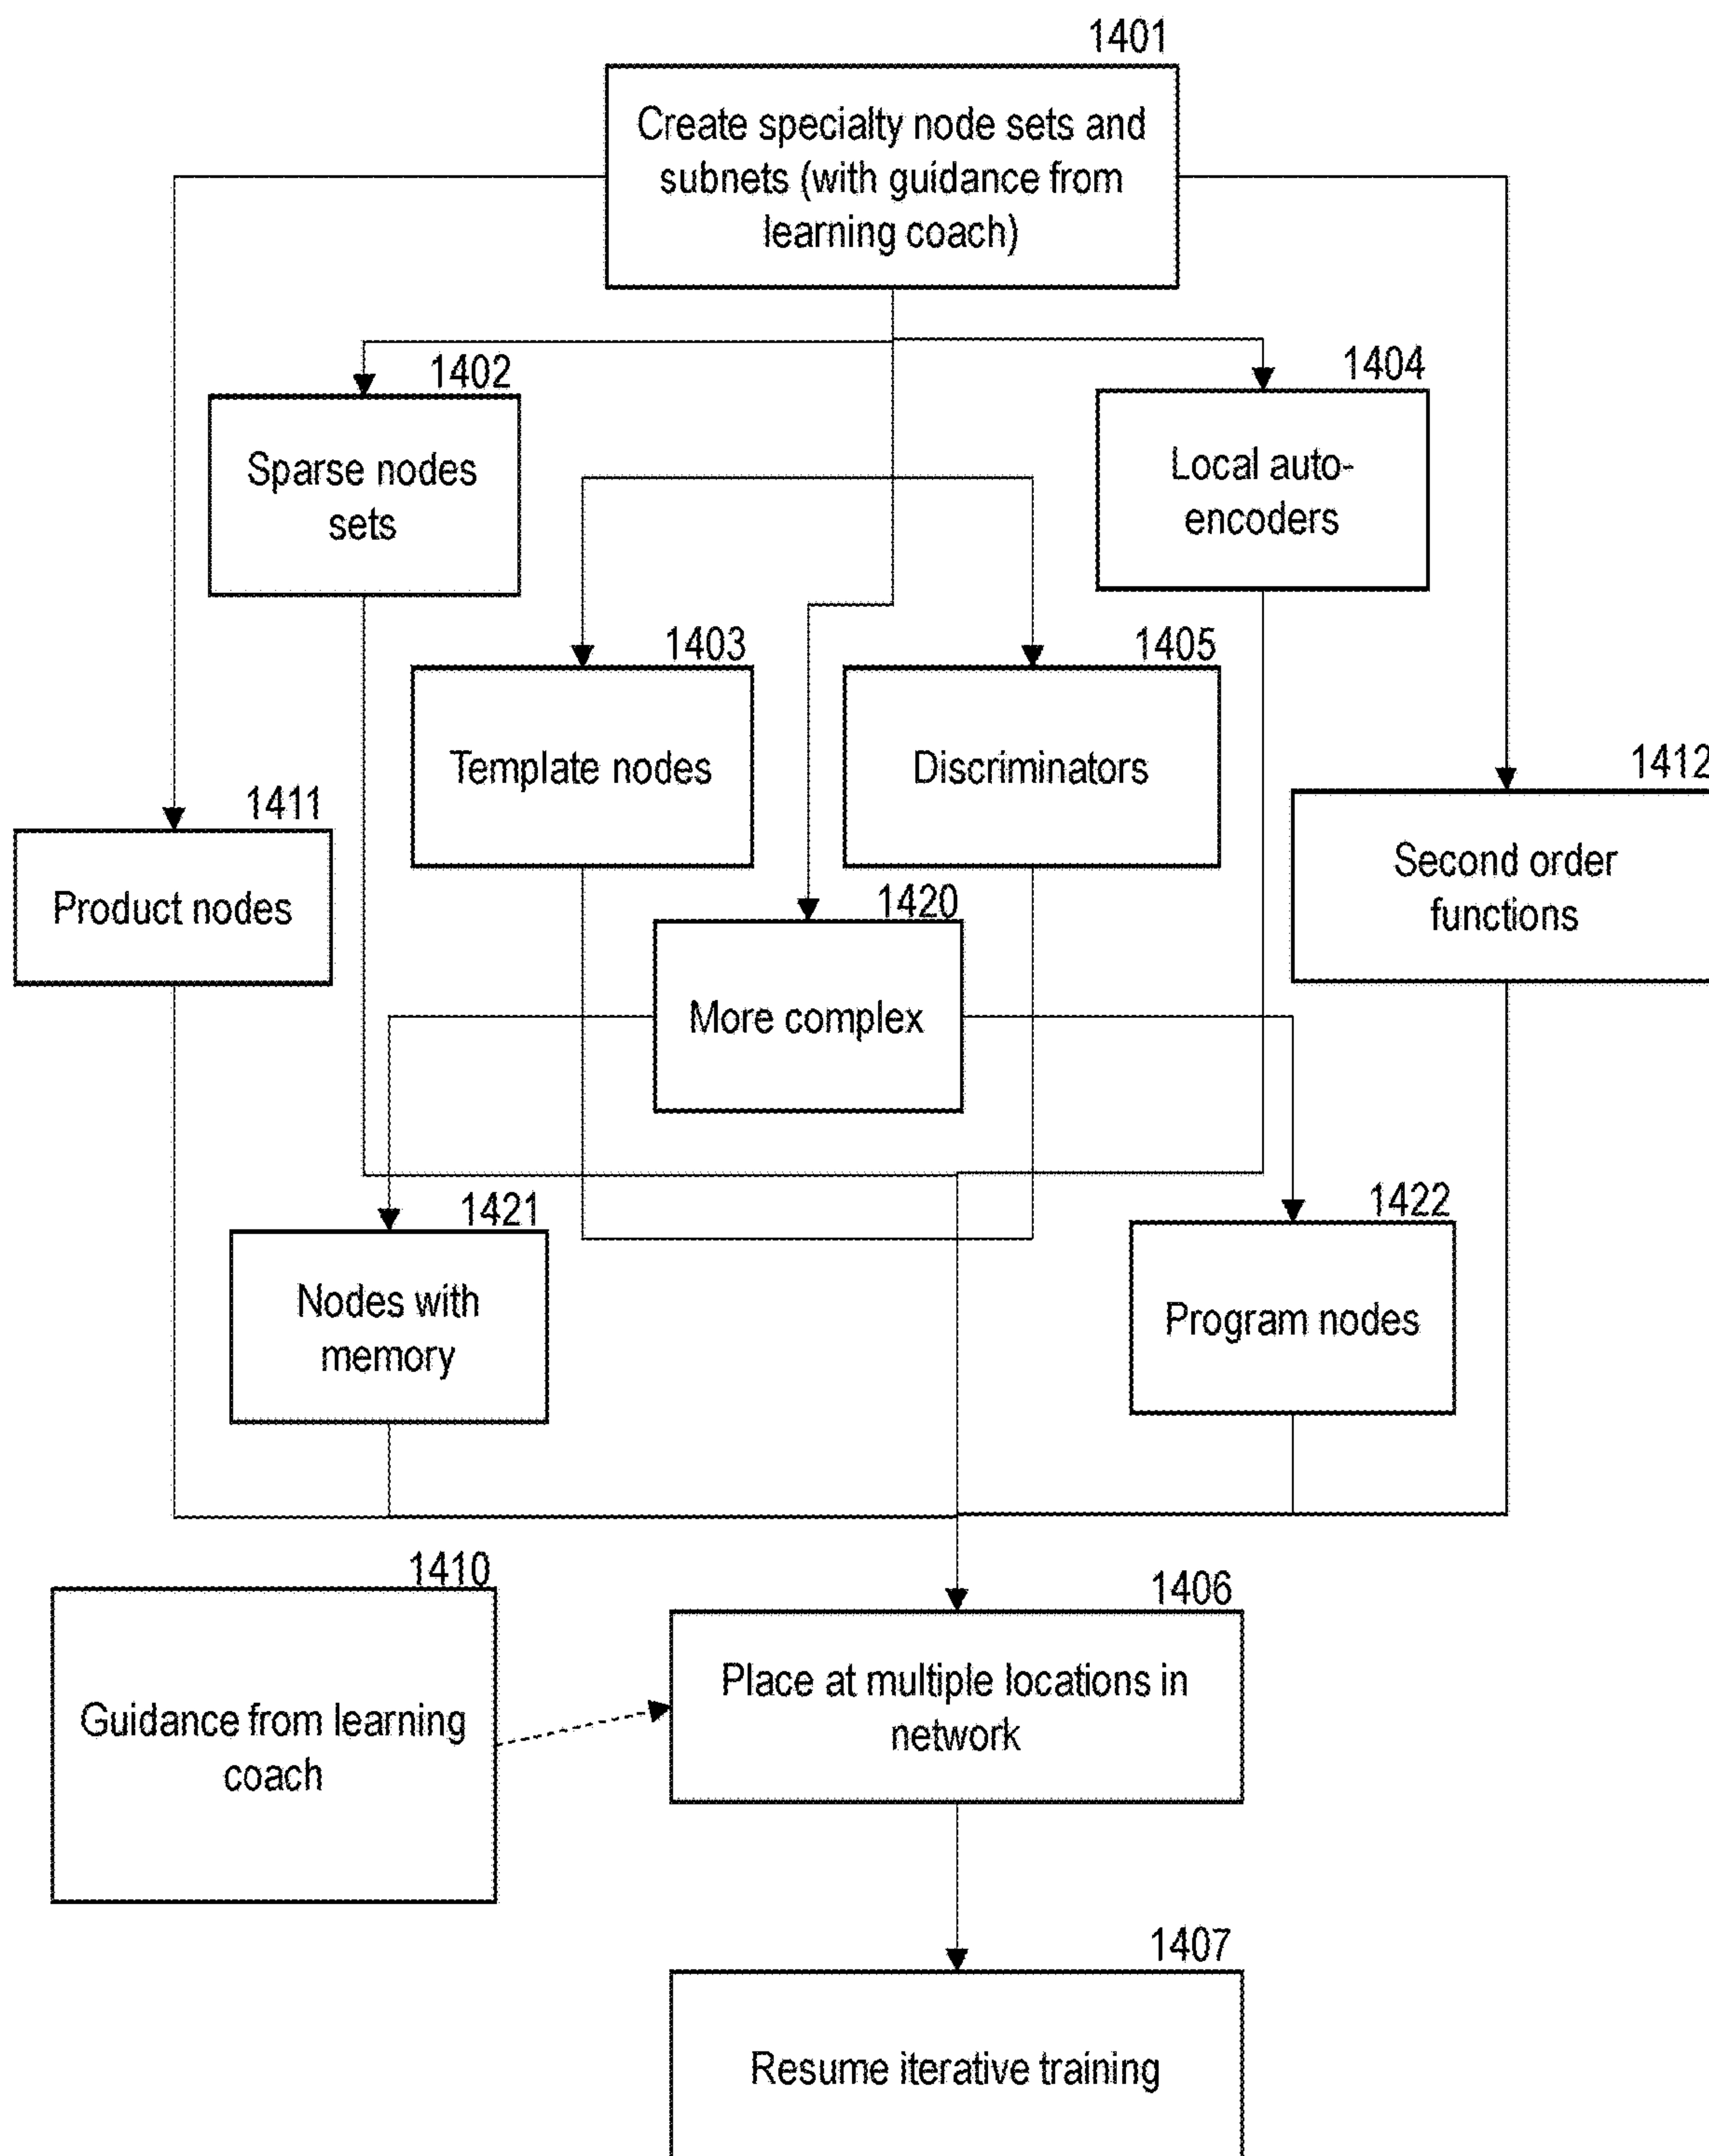 1401
Create specialty node sets and
subnets (with guidance from
learning coach)
1402
Sparse nodes
sets
1404
Local auto-
encoders
1403
Template nodes
1405
Discriminators
1412
Second order
functions
1411
Product nodes
1420
More complex
1421
Nodes with
memory
1422
Program nodes
1410
Guidance from learning
coach
1406
Place at multiple locations in
network
1407
Resume iterative training